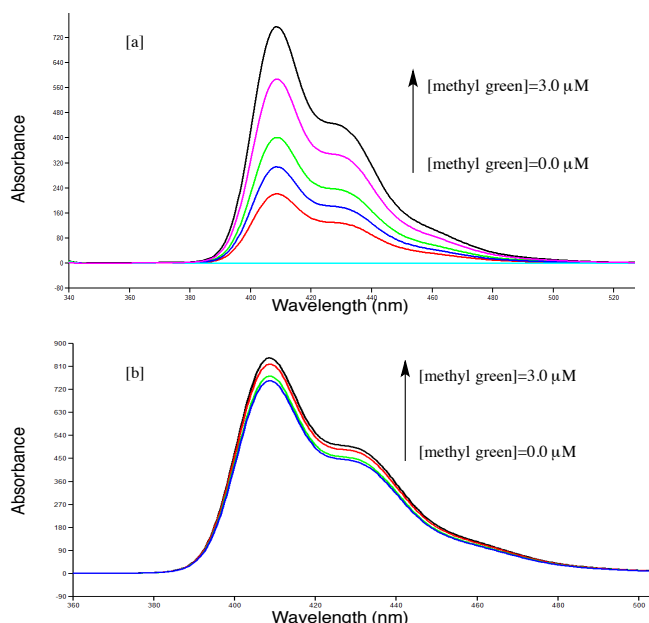 [a]
720
640
560
480
400
320
240
160
80
0
-80
Absorbance
[methyl green]=3.0 µM
[methyl green]=0.0 µM
340 360 380 400 420 440 460 480 500 520
Wavelength (nm)
[b]
900
810
720
630
540
450
360
270
180
90
0
-90
Absorbance
[methyl green]=3.0 µM
[methyl green]=0.0 µM
360 380 400 420 440 460 480 500
Wavelength (nm)